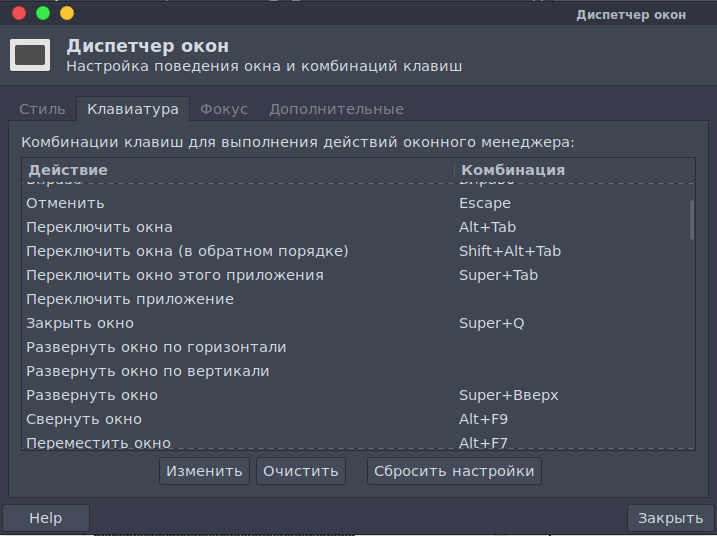 Диспетчер окон
Диспетчер окон
Настройка поведения окна и комбинаций клавиш
Стиль Клавиатура Фокус Дополнительные
Комбинации клавиш для выполнения действий оконного менеджера:
Действие Комбинация
Вправо Вправо
Отменить Escape
Переключить окна Alt+Tab
Переключить окна (в обратном порядке) Shift+Alt+Tab
Переключить окно этого приложения Super+Tab
Переключить приложение
Закрыть окно Super+Q
Развернуть окно по горизонтали
Развернуть окно по вертикали
Развернуть окно Super+Вверх
Свернуть окно Alt+F9
Переместить окно Alt+F7
Изменить Очистить Сбросить настройки
Help Закрыть